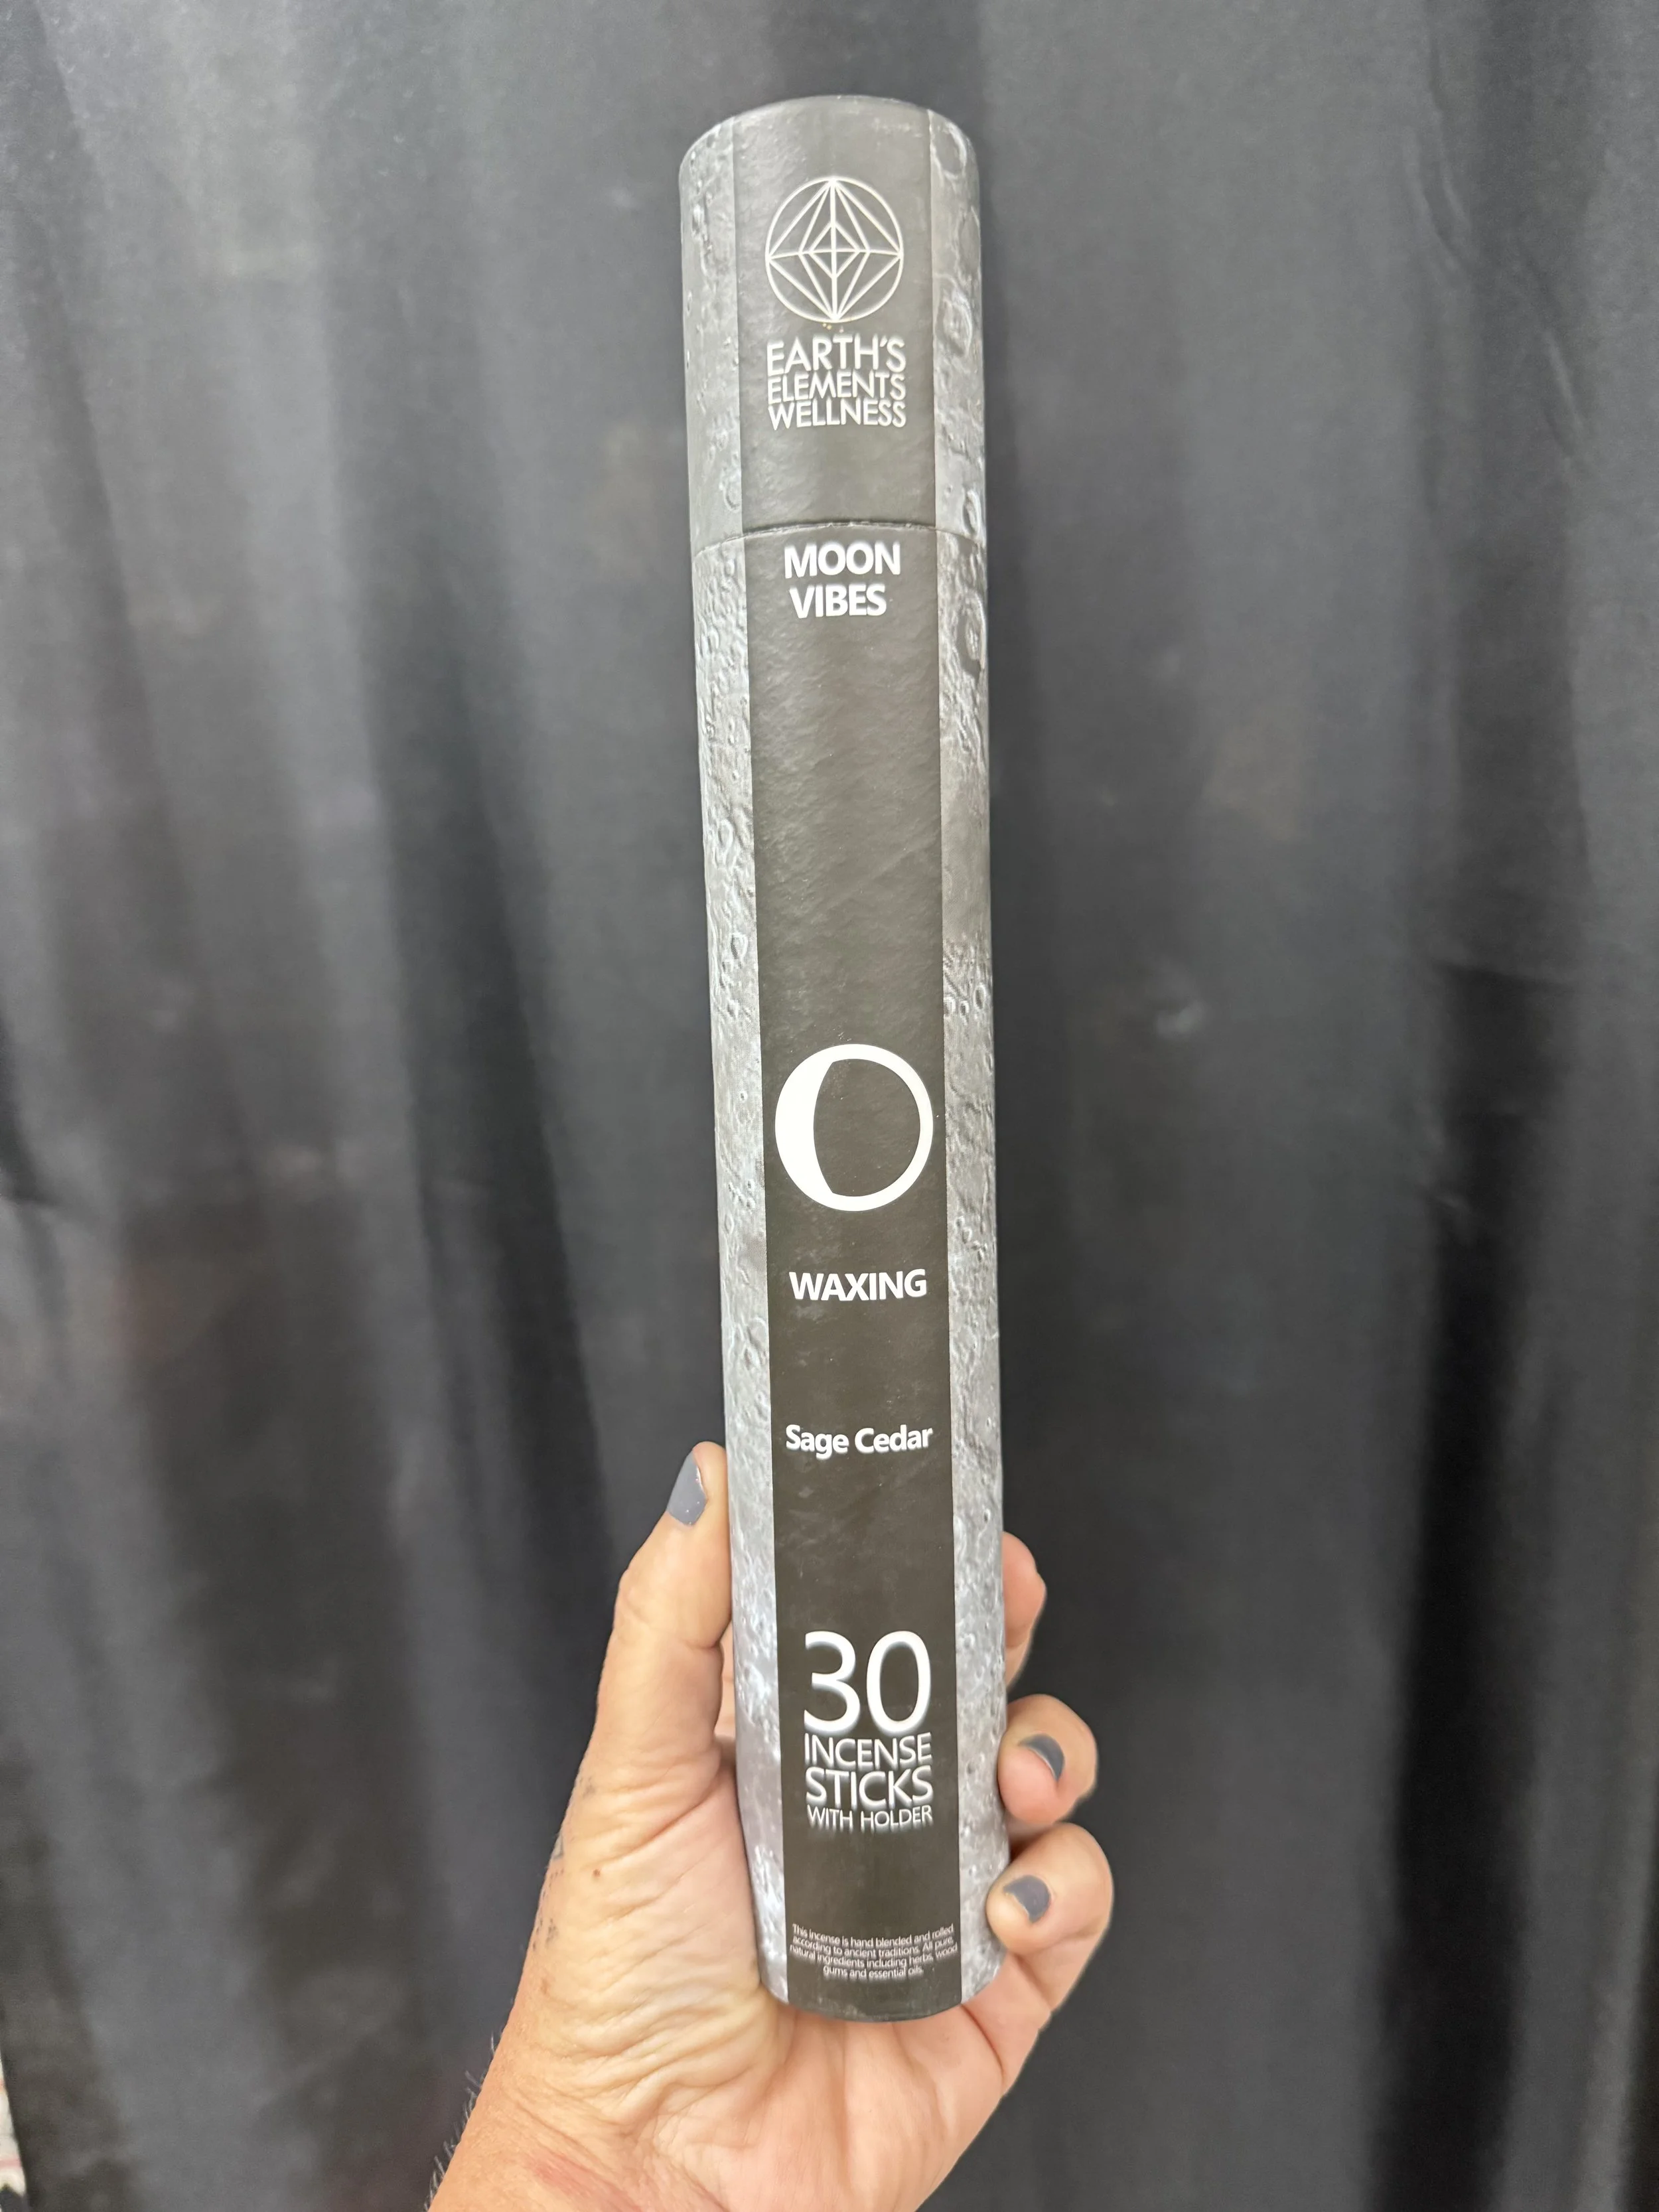 EARTH'S
ELEMENTS
WELLNESS
MOON
VIBES
WAXING
Sage Cedar
30
INCENSE
STICKS
WITH HOLDER
This incense is hand blended and rolled
according to ancient traditions. All pure,
natural ingredients including herbs, wood
gums and essential oils.